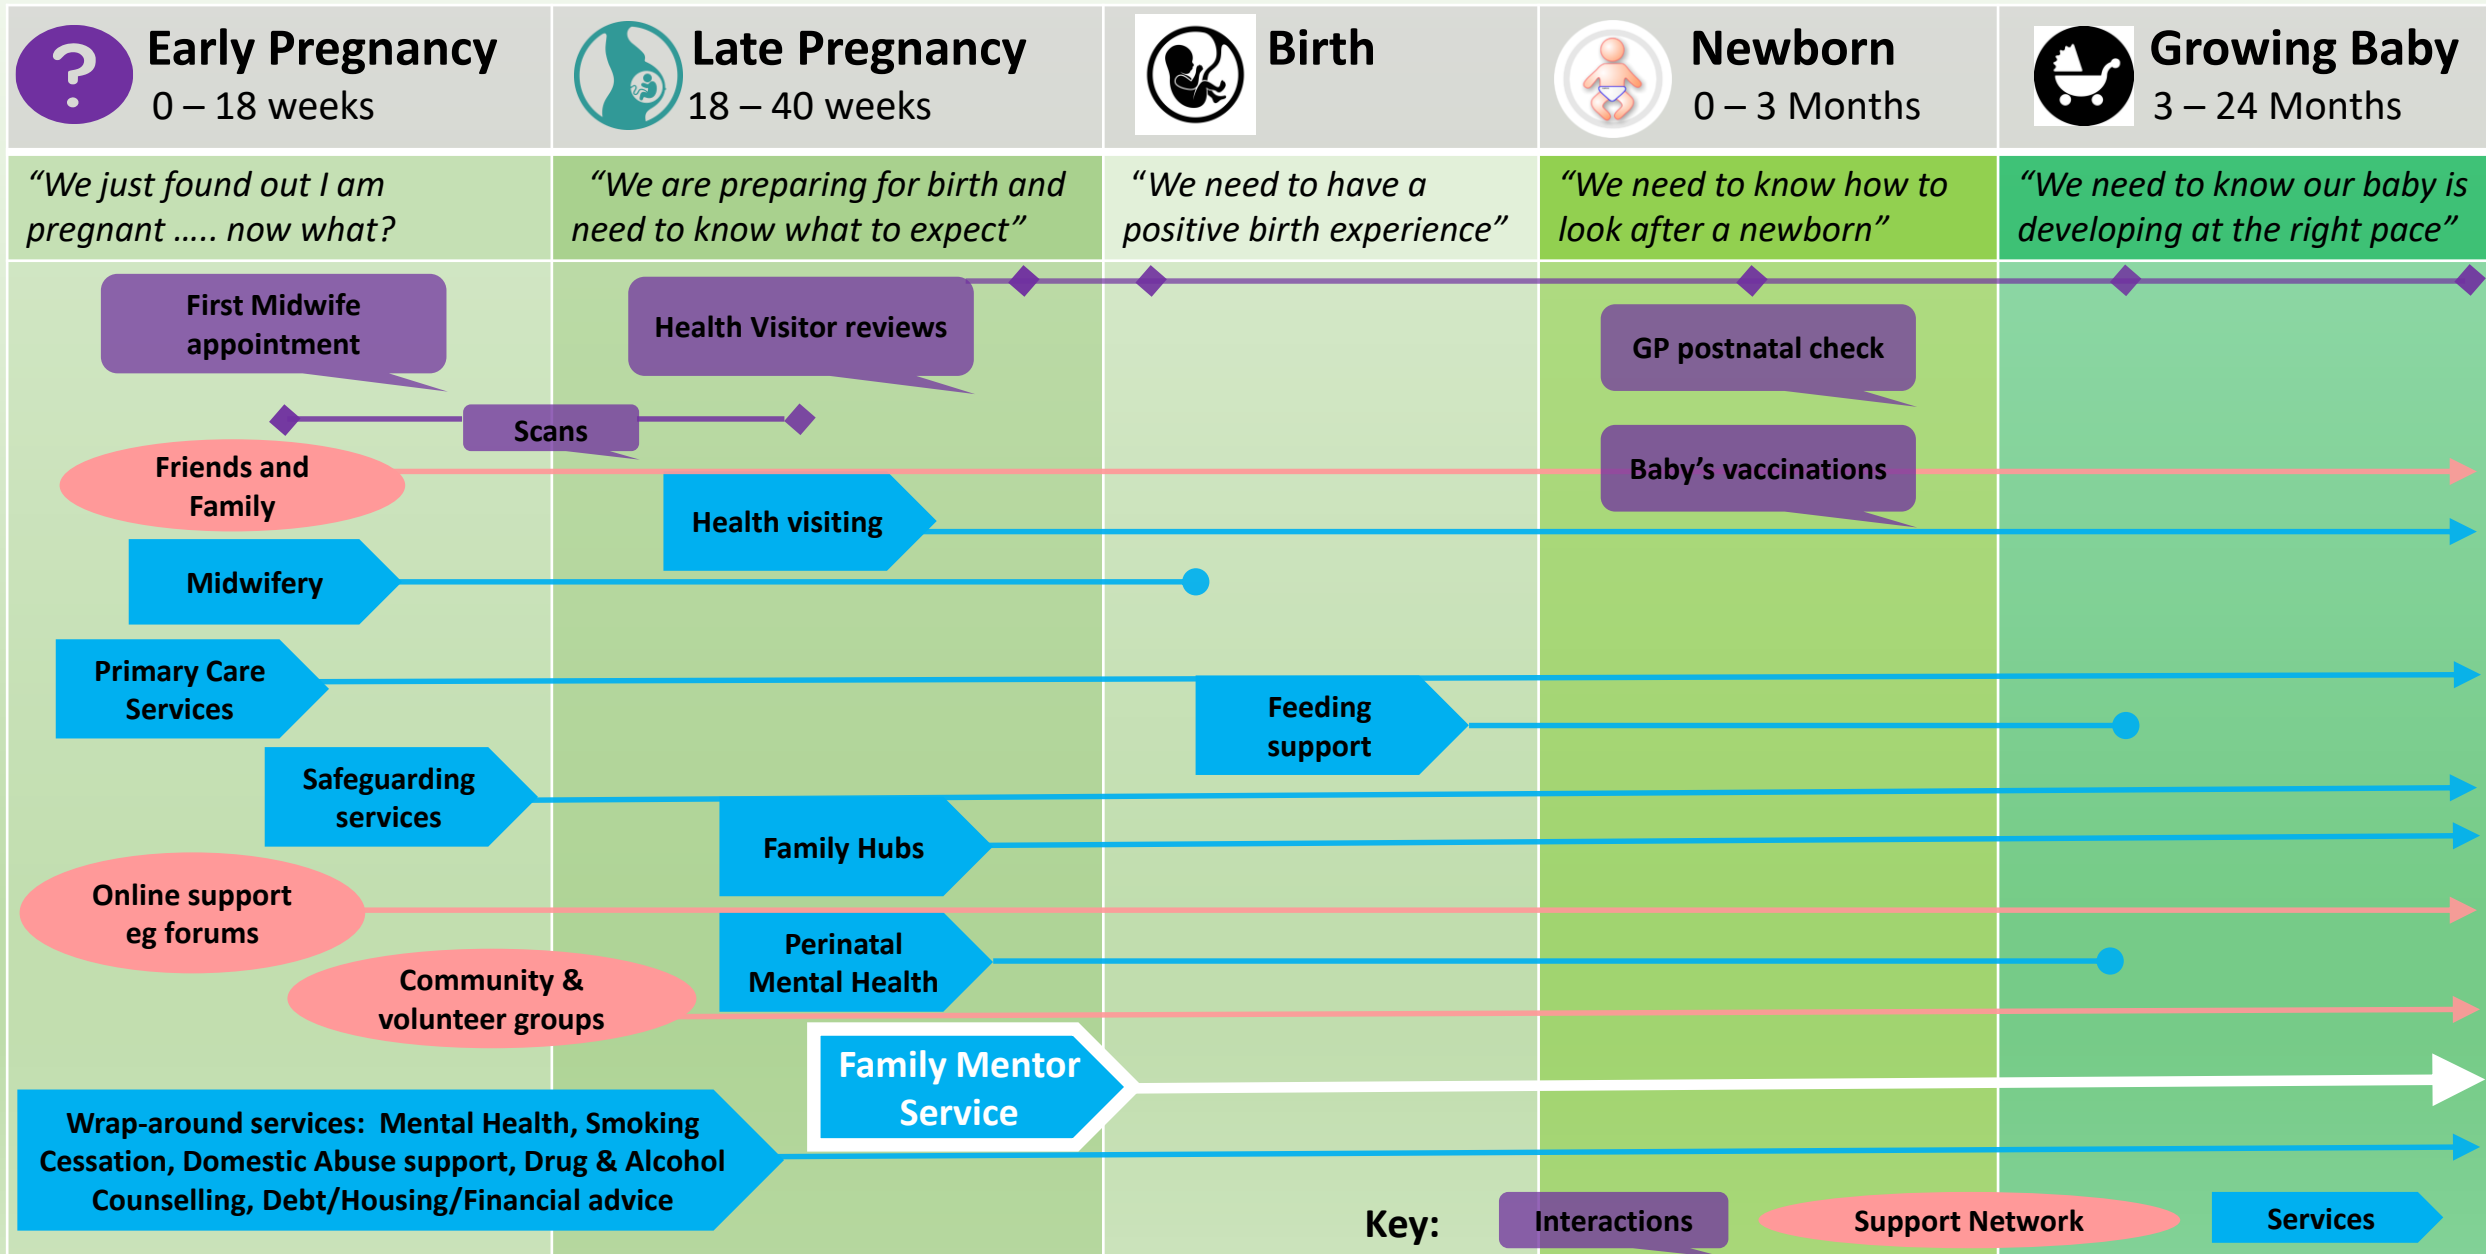 ?
Early Pregnancy
0 – 18 weeks
Late Pregnancy
18 – 40 weeks
Birth
Newborn
0 – 3 Months
Growing Baby
3 – 24 Months
“We just found out I am
pregnant ….. now what?
“We are preparing for birth and
need to know what to expect”
“We need to have a
positive birth experience”
“We need to know how to
look after a newborn”
“We need to know our baby is
developing at the right pace”
First Midwife
appointment
Health Visitor reviews
GP postnatal check
Scans
Friends and
Family
Baby’s vaccinations
Health visiting
Midwifery
Primary Care
Services
Feeding
support
Safeguarding
services
Family Hubs
Online support
eg forums
Perinatal
Mental Health
Community &
volunteer groups
Family Mentor
Service
Wrap-around services:  Mental Health, Smoking
Cessation, Domestic Abuse support, Drug & Alcohol
Counselling, Debt/Housing/Financial advice
Key:
Interactions
Support Network
Services